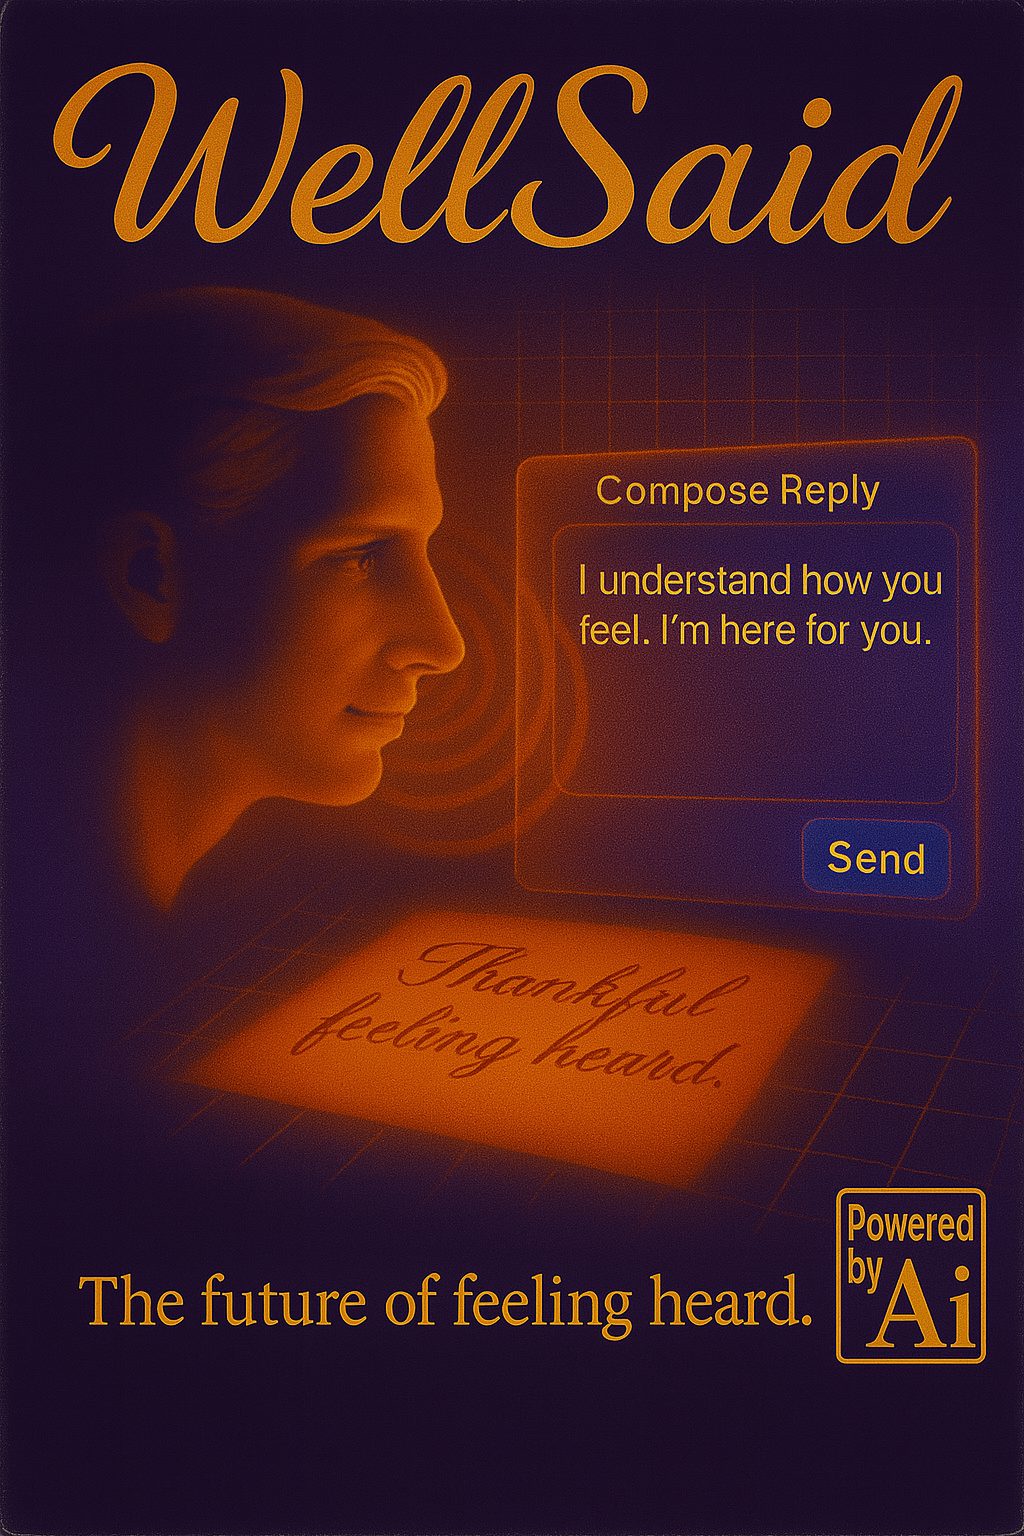 WellSaid
Compose Reply
I understand how you
feel. I'm here for you.
Send
Thankful
feeling heard.
The future of feeling heard.
Powered
by Ai